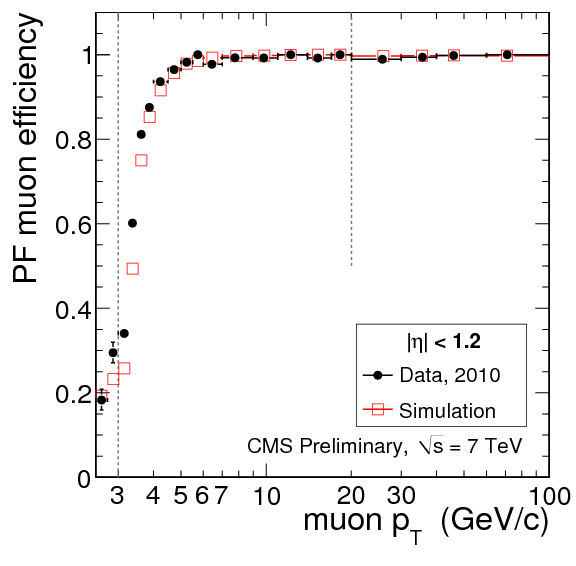 PF muon efficiency
1
0.8
0.6
0.4
0.2
0
|η| < 1.2
Data, 2010
Simulation
CMS Preliminary, √s = 7 TeV
3 4 5 6 7 10 20 30 100
muon pT (GeV/c)